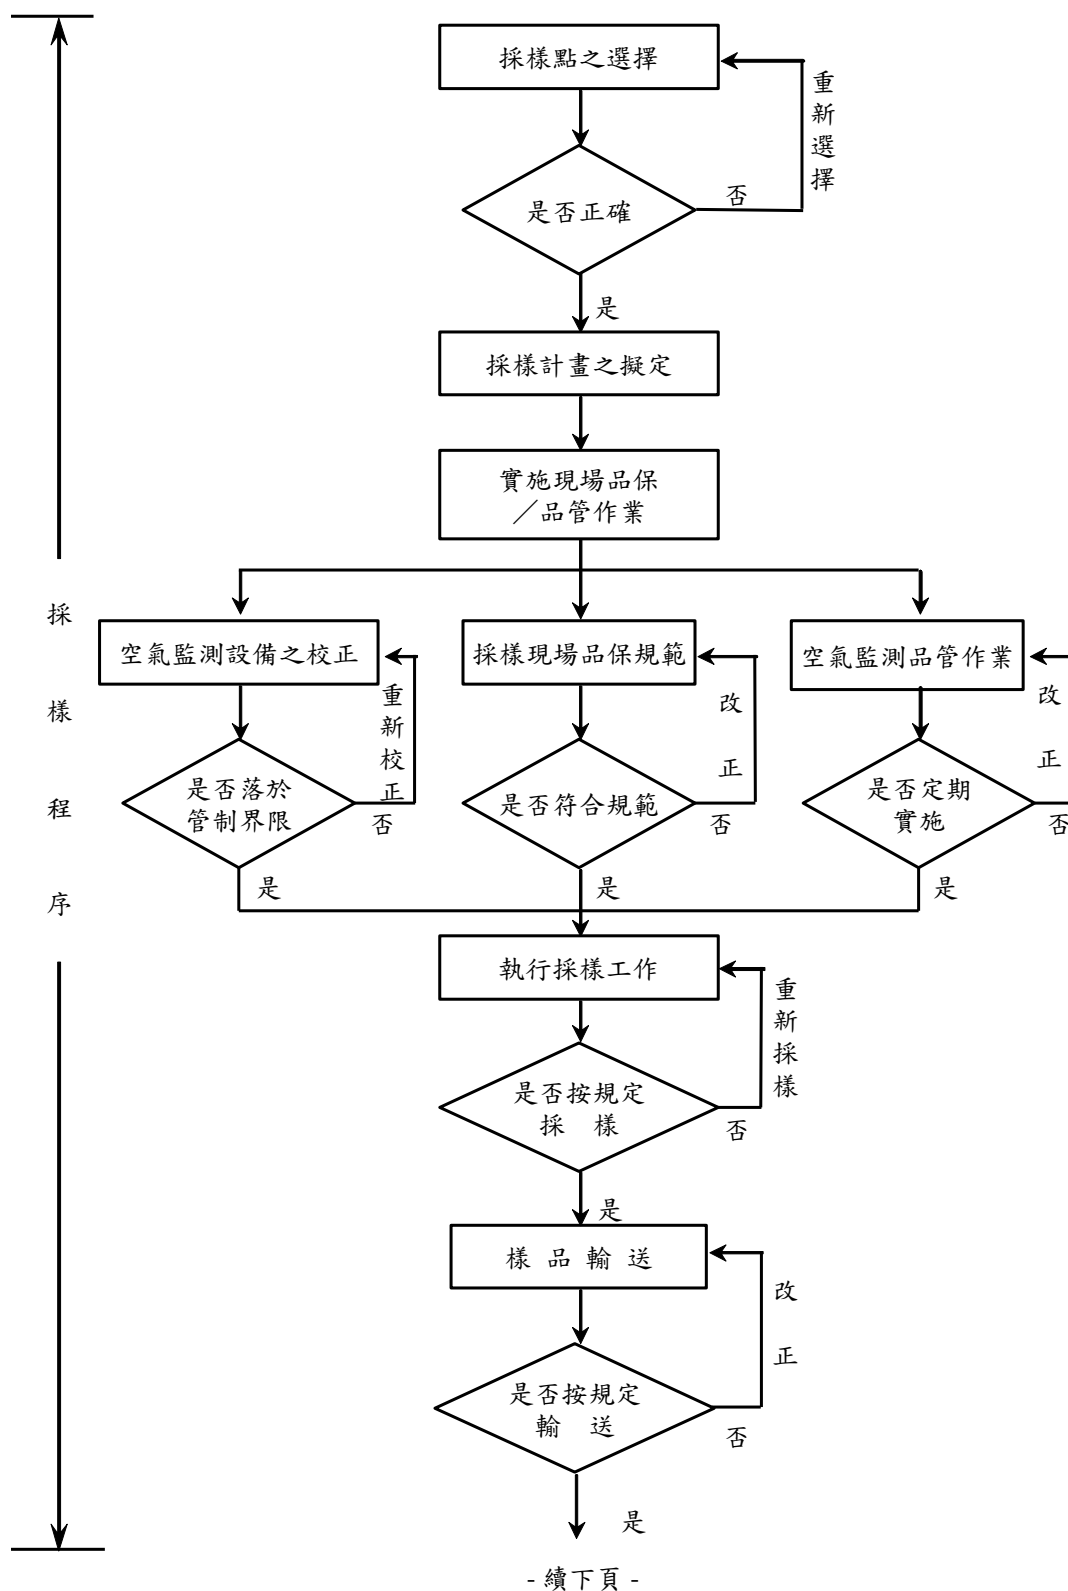 採樣點之選擇
重新選擇
是否正確
否
是
採樣計畫之擬定
實施現場品保
／品管作業
採樣程序
空氣監測設備之校正
重新校正
是否落於
管制界限
否
是
採樣現場品保規範
改正
是否符合規範
否
是
空氣監測品管作業
改正
是否定期
實施
否
是
執行採樣工作
重新採樣
是否按規定
採 樣
否
是
樣 品 輸 送
改正
是否按規定
輸 送
否
是
- 續下頁 -